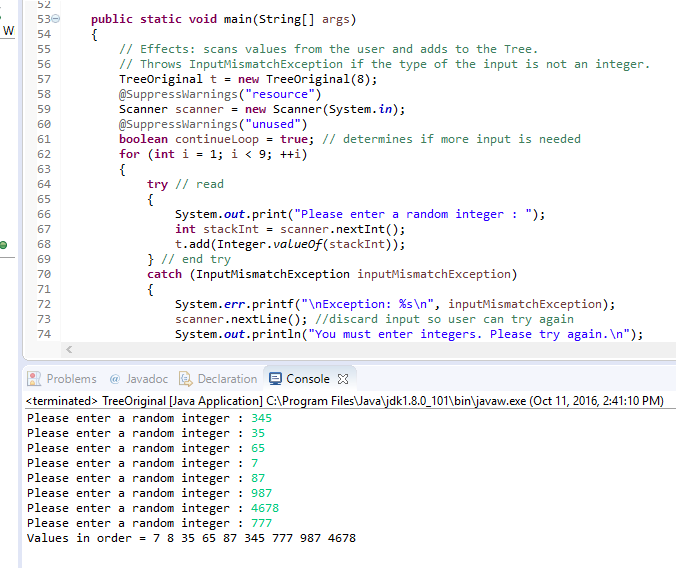 52
W
53 public static void main(String[] args)
54 {
55 // Effects: scans values from the user and adds to the Tree.
56 // Throws InputMismatchException if the type of the input is not an integer.
57 TreeOriginal t = new TreeOriginal(8);
58 @SuppressWarnings("resource")
59 Scanner scanner = new Scanner(System.in);
60 @SuppressWarnings("unused")
61 boolean continueLoop = true; // determines if more input is needed
62 for (int i = 1; i < 9; ++i)
63 {
64 try // read
65 {
66 System.out.print("Please enter a random integer : ");
67 int stackInt = scanner.nextInt();
68 t.add(Integer.valueOf(stackInt));
69 } // end try
70 catch (InputMismatchException inputMismatchException)
71 {
72 System.err.printf("\nException: %s\n", inputMismatchException);
73 scanner.nextLine(); //discard input so user can try again
74 System.out.println("You must enter integers. Please try again.\n");
Problems @ Javadoc Declaration Console
<terminated> TreeOriginal [Java Application] C:\Program Files\Java\jdk1.8.0_101\bin\javaw.exe (Oct 11, 2016, 2:41:10 PM)
Please enter a random integer : 345
Please enter a random integer : 35
Please enter a random integer : 65
Please enter a random integer : 7
Please enter a random integer : 87
Please enter a random integer : 987
Please enter a random integer : 4678
Please enter a random integer : 777
Values in order = 7 8 35 65 87 345 777 987 4678